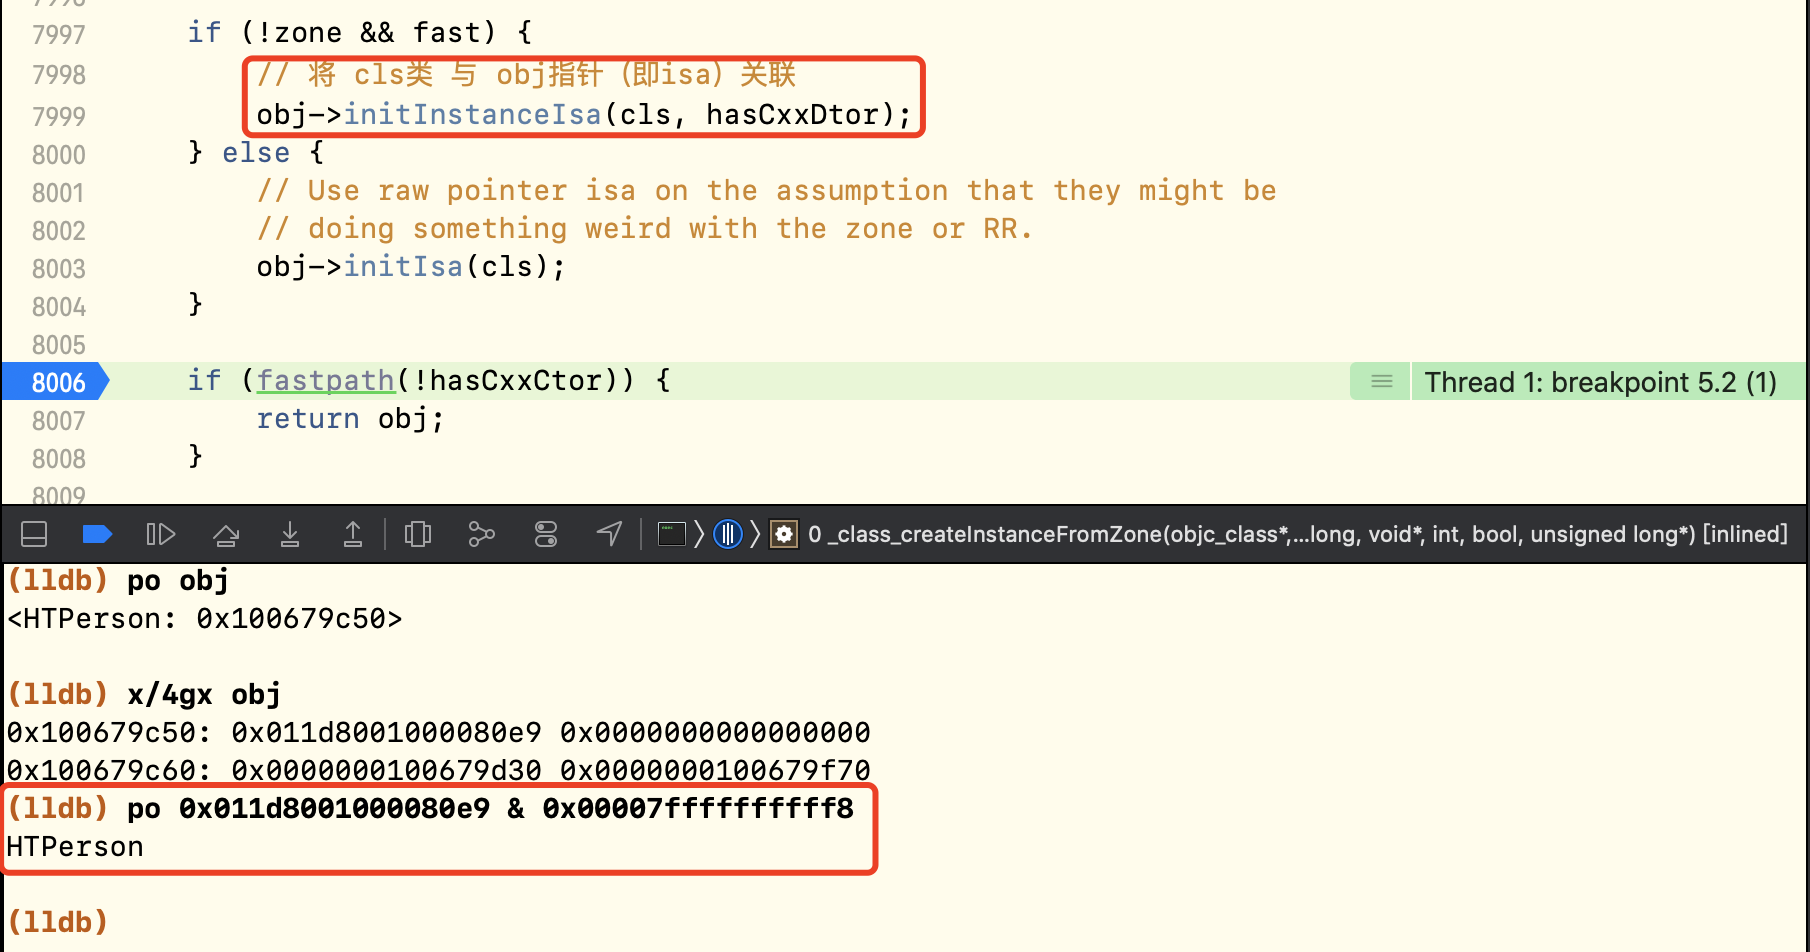 7997 if (!zone && fast) {
7998 // 将 cls类 与 obj指针（即isa）关联
7999 obj->initInstanceIsa(cls, hasCxxDtor);
8000 } else {
8001 // Use raw pointer isa on the assumption that they might be
8002 // doing something weird with the zone or RR.
8003 obj->initIsa(cls);
8004 }
8005
8006 if (fastpath(!hasCxxCtor)) { Thread 1: breakpoint 5.2 (1)
8007 return obj;
8008 }
8009
0 _class_createInstanceFromZone(objc_class*,...long, void*, int, bool, unsigned long*) [inlined]
(lldb) po obj
<HTPerson: 0x100679c50>
(lldb) x/4gx obj
0x100679c50: 0x011d8001000080e9 0x0000000000000000
0x100679c60: 0x0000000100679d30 0x0000000100679f70
(lldb) po 0x011d8001000080e9 & 0x00007ffffffffff8
HTPerson
(lldb)